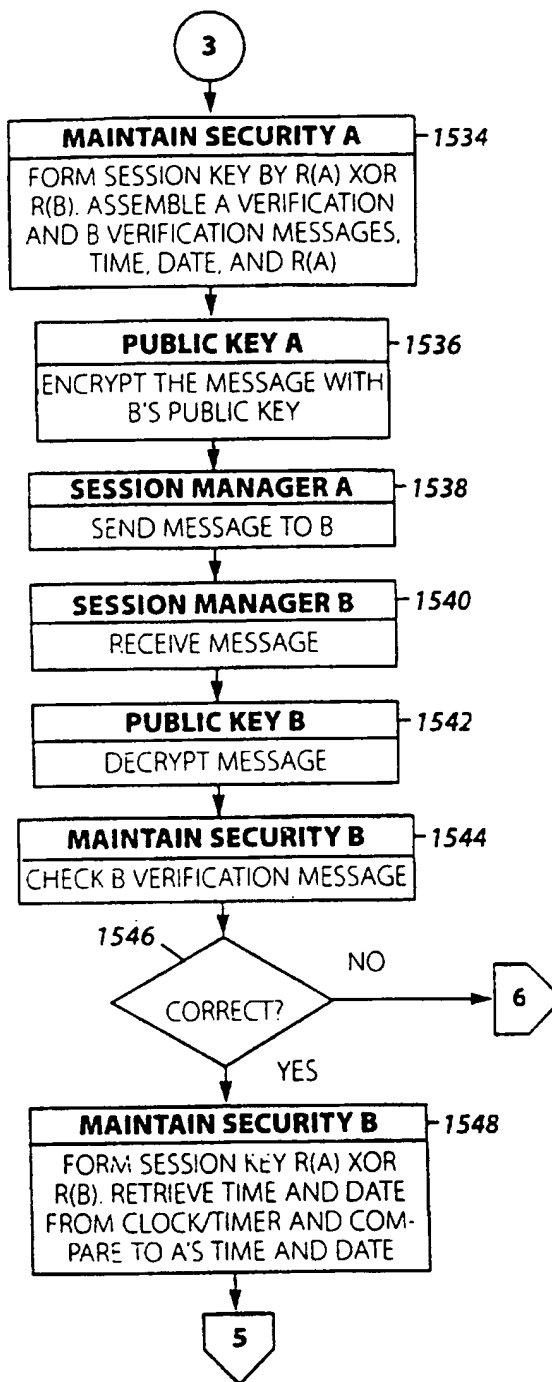 3
MAINTAIN SECURITY A
1534
FORM SESSION KEY BY R(A) XOR
R(B). ASSEMBLE A VERIFICATION
AND B VERIFICATION MESSAGES,
TIME, DATE, AND R(A)
PUBLIC KEY A
1536
ENCRYPT THE MESSAGE WITH
B'S PUBLIC KEY
SESSION MANAGER A
1538
SEND MESSAGE TO B
SESSION MANAGER B
1540
RECEIVE MESSAGE
PUBLIC KEY B
1542
DECRYPT MESSAGE
MAINTAIN SECURITY B
1544
CHECK B VERIFICATION MESSAGE
1546
CORRECT?
NO
6
YES
MAINTAIN SECURITY B
1548
FORM SESSION KEY R(A) XOR
R(B). RETRIEVE TIME AND DATE
FROM CLOCK/TIMER AND COM-
PARE TO A'S TIME AND DATE
5